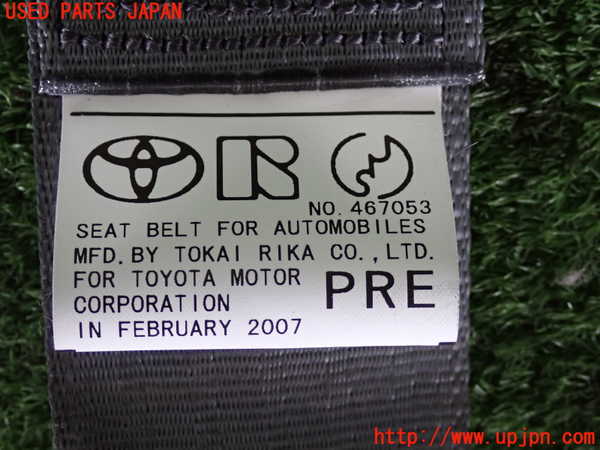 USED PARTS JAPAN
R
NO. 467053
SEAT BELT FOR AUTOMOBILES
MFD. BY TOKAI RIKA CO., LTD.
FOR TOYOTA MOTOR
CORPORATION
PRE
IN FEBRUARY 2007
http://www.upjpn.com/